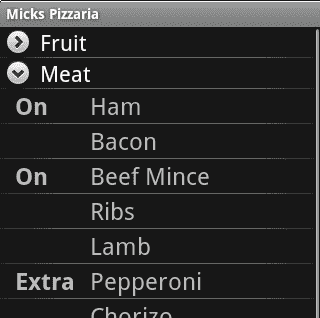 Micks Pizzaria
Fruit
Meat
On Ham
Bacon
On Beef Mince
Ribs
Lamb
Extra Pepperoni
Chorizo